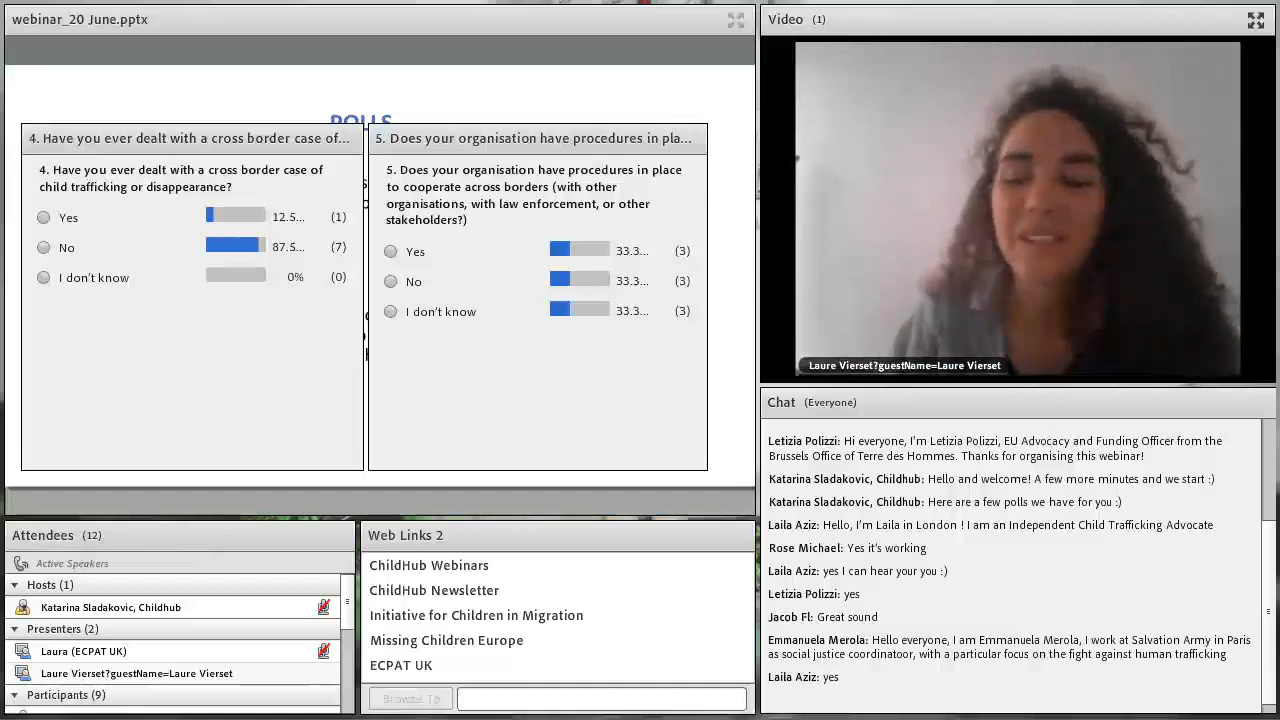 webinar_20 June.pptx
POLLS
4. Have you ever dealt with a cross border case of...
4. Have you ever dealt with a cross border case of
child trafficking or disappearance?
Yes 12.5... (1)
No 87.5... (7)
I don't know 0% (0)
5. Does your organisation have procedures in pla...
5. Does your organisation have procedures in place
to cooperate across borders (with other
organisations, with law enforcement, or other
stakeholders?)
Yes 33.3... (3)
No 33.3... (3)
I don't know 33.3... (3)
Video (1)
Laure Vierset?guestName=Laure Vierset
Chat (Everyone)
Letizia Polizzi: Hi everyone, I'm Letizia Polizzi, EU Advocacy and Funding Officer from the
Brussels Office of Terre des Hommes. Thanks for organising this webinar!
Katarina Sladakovic, Childhub: Hello and welcome! A few more minutes and we start :)
Katarina Sladakovic, Childhub: Here are a few polls we have for you :)
Laila Aziz: Hello, I'm Laila in London ! I am an Independent Child Trafficking Advocate
Rose Michael: Yes it's working
Laila Aziz: yes I can hear your you :)
Letizia Polizzi: yes
Jacob Fl: Great sound
Emmanuela Merola: Hello everyone, I am Emmanuela Merola, I work at Salvation Army in Paris
as social justice coordinatoor, with a particular focus on the fight against human trafficking
Laila Aziz: yes
Attendees (12)
Active Speakers
Hosts (1)
Katarina Sladakovic, Childhub
Presenters (2)
Laura (ECPAT UK)
Laure Vierset?guestName=Laure Vierset
Participants (9)
Web Links 2
ChildHub Webinars
ChildHub Newsletter
Initiative for Children in Migration
Missing Children Europe
ECPAT UK
Browse To